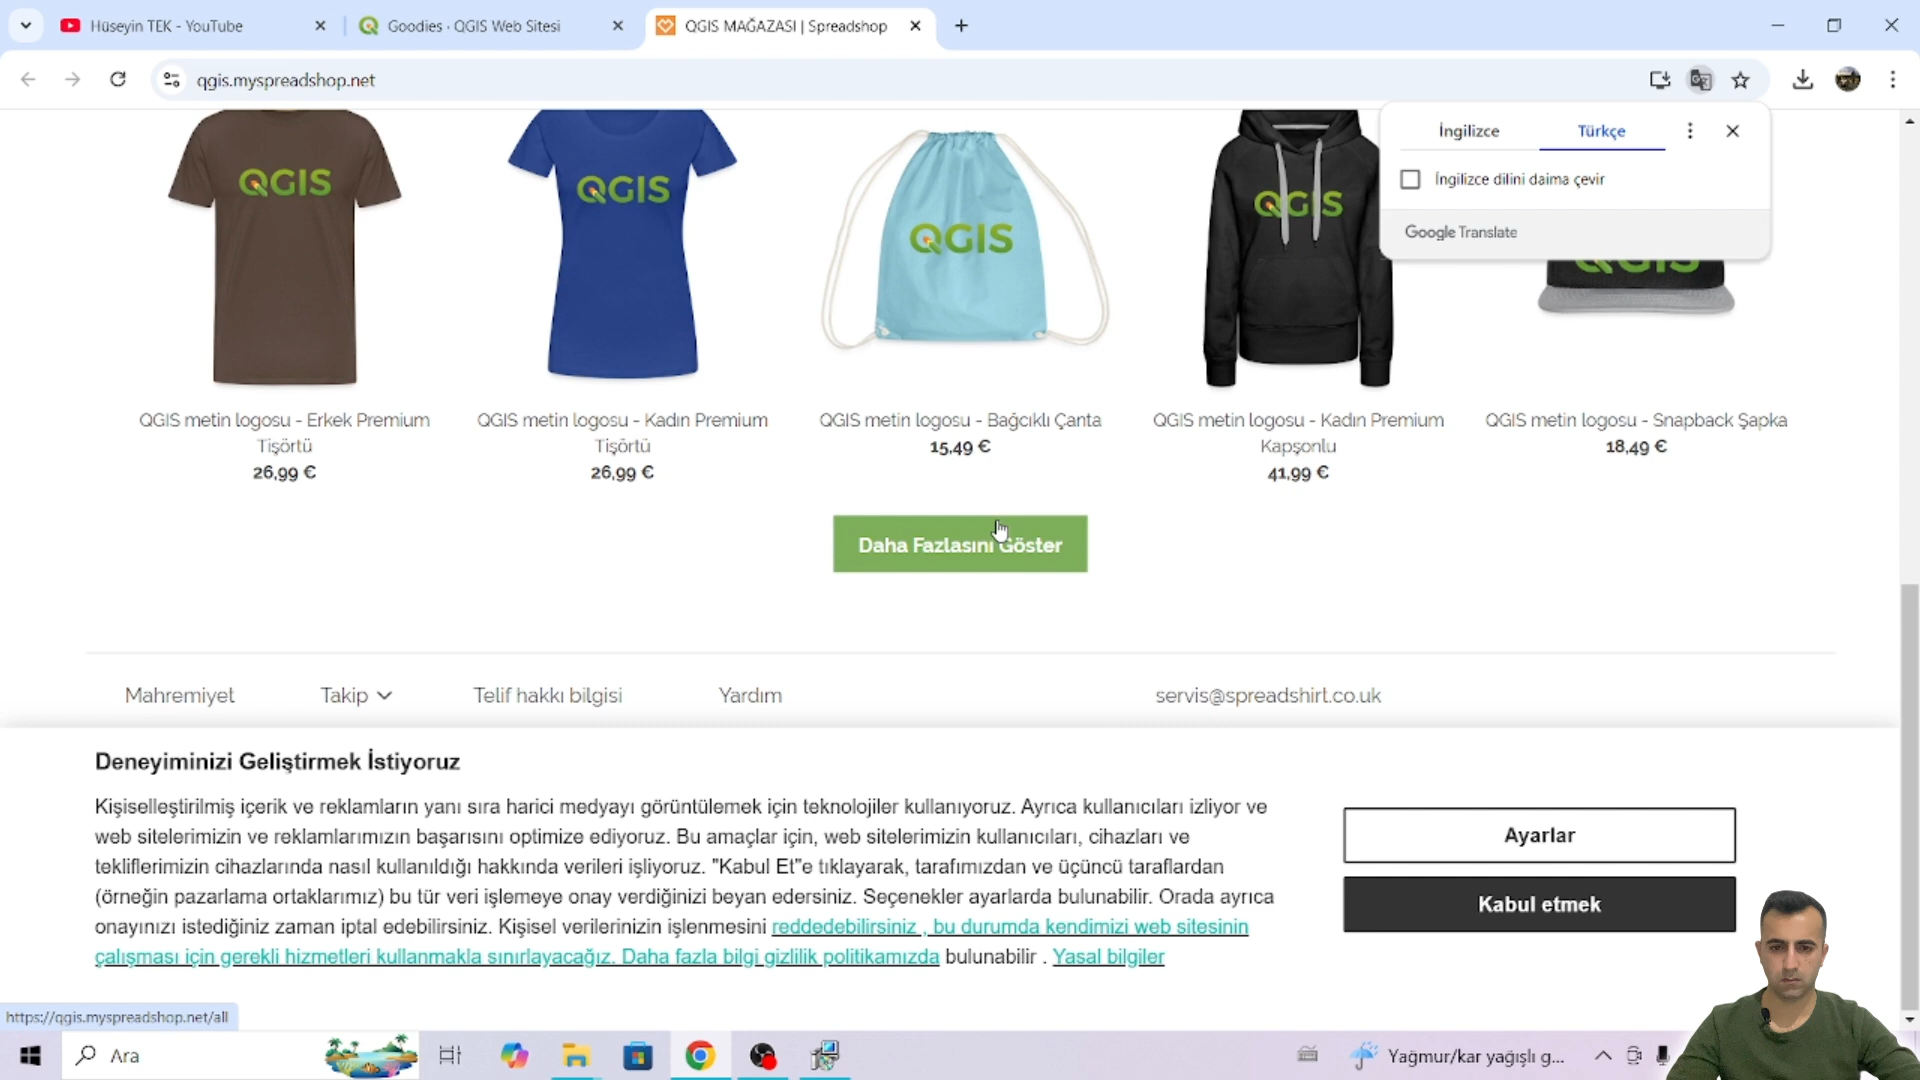 Hüseyin TEK - YouTube
Goodies · QGIS Web Sitesi
QGIS MAĞAZASI | Spreadshop
qgis.myspreadshop.net
İngilizce
Türkçe
İngilizce dilini daima çevir
Google Translate
QGIS
QGIS
QGIS
QGIS
QGIS
QGIS metin logosu - Erkek Premium
Tişörtü
26,99 €
QGIS metin logosu - Kadın Premium
Tişörtü
26,99 €
QGIS metin logosu - Bağcıklı Çanta
15,49 €
QGIS metin logosu - Kadın Premium
Kapşonlu
41,99 €
QGIS metin logosu - Snapback Şapka
18,49 €
Daha Fazlasını Göster
Mahremiyet
Takip
Telif hakkı bilgisi
Yardım
servis@spreadshirt.co.uk
Deneyiminizi Geliştirmek İstiyoruz
Kişiselleştirilmiş içerik ve reklamların yanı sıra harici medyayı görüntülemek için teknolojiler kullanıyoruz. Ayrıca kullanıcıları izliyor ve
web sitelerimizin ve reklamlarımızın başarısını optimize ediyoruz. Bu amaçlar için, web sitelerimizin kullanıcıları, cihazları ve
tekliflerimizin cihazlarında nasıl kullanıldığı hakkında verileri işliyoruz. "Kabul Et"e tıklayarak, tarafımızdan ve üçüncü taraflardan
(örneğin pazarlama ortaklarımız) bu tür veri işlemeye onay verdiğinizi beyan edersiniz. Seçenekler ayarlarda bulunabilir. Orada ayrıca
onayınızı istediğiniz zaman iptal edebilirsiniz. Kişisel verilerinizin işlenmesini reddedebilirsiniz , bu durumda kendimizi web sitesinin
çalışması için gerekli hizmetleri kullanmakla sınırlayacağız. Daha fazla bilgi gizlilik politikamızda bulunabilir . Yasal bilgiler
Ayarlar
Kabul etmek
https://qgis.myspreadshop.net/all
Ara
Yağmur/kar yağışlı g...